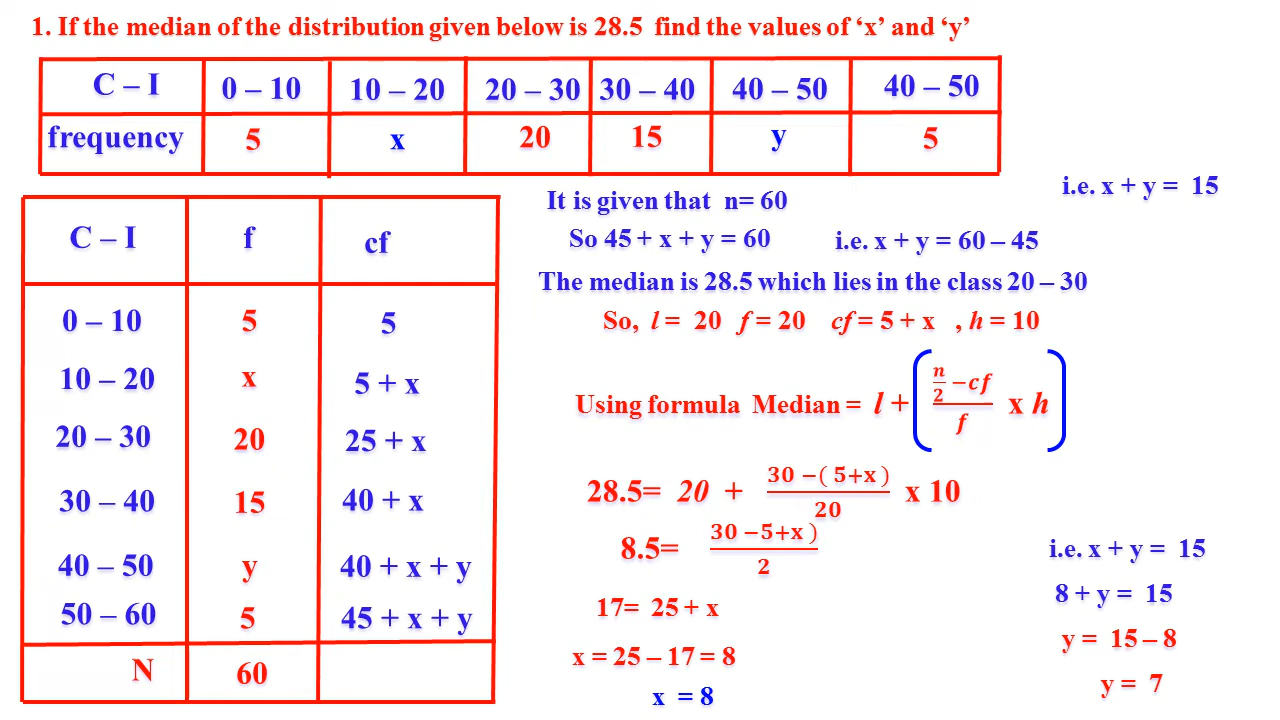 1. If the median of the distribution given below is 28.5 find the values of ‘x’ and ‘y’
C – I 0 – 10 10 – 20 20 – 30 30 – 40 40 – 50 40 – 50
frequency 5 x 20 15 y 5
C – I f cf
0 – 10 5 5
10 – 20 x 5 + x
20 – 30 20 25 + x
30 – 40 15 40 + x
40 – 50 y 40 + x + y
50 – 60 5 45 + x + y
N 60
It is given that n= 60
So 45 + x + y = 60 i.e. x + y = 60 – 45
i.e. x + y = 15
The median is 28.5 which lies in the class 20 – 30
So, l = 20 f = 20 cf = 5 + x , h = 10
Using formula Median = l + ( (n/2 – cf)/f x h )
28.5= 20 + (30 –( 5+x ))/20 x 10
8.5= (30 –5+x ))/2
17= 25 + x
x = 25 – 17 = 8
x = 8
i.e. x + y = 15
8 + y = 15
y = 15 – 8
y = 7